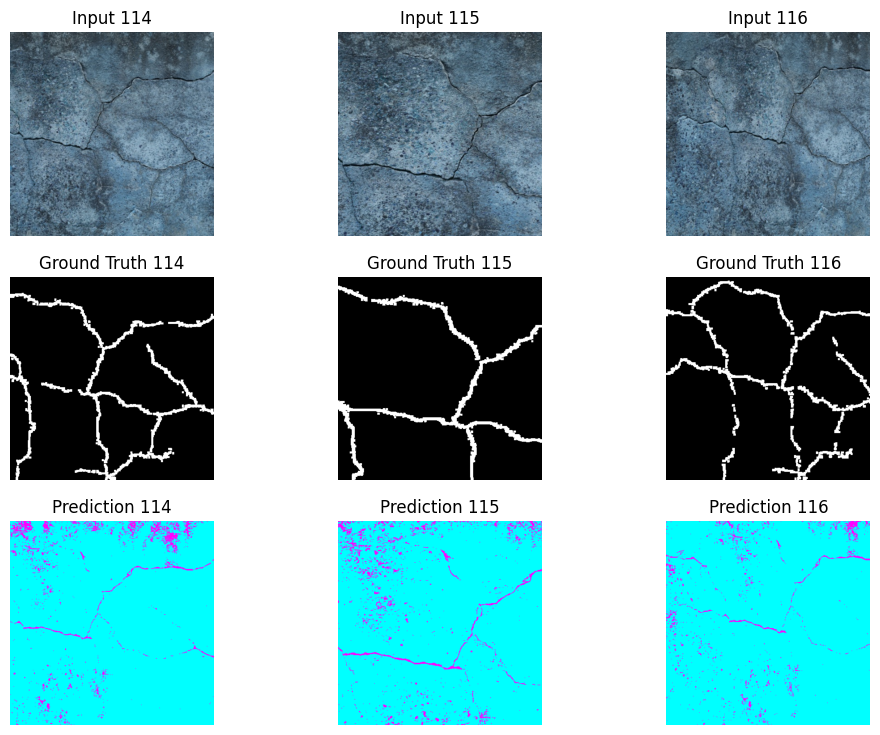 Input 114
Input 115
Input 116
Ground Truth 114
Ground Truth 115
Ground Truth 116
Prediction 114
Prediction 115
Prediction 116